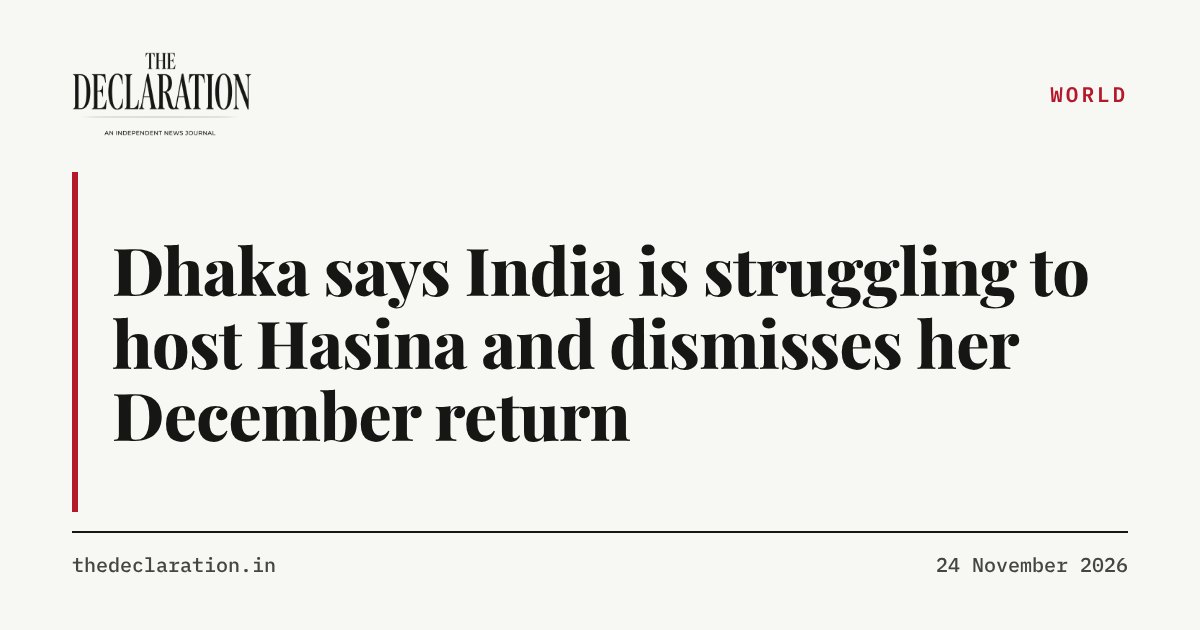 THE
DECLARATION
AN INDEPENDENT NEWS JOURNAL
WORLD
Dhaka says India is struggling to
host Hasina and dismisses her
December return
thedeclaration.in
24 November 2026